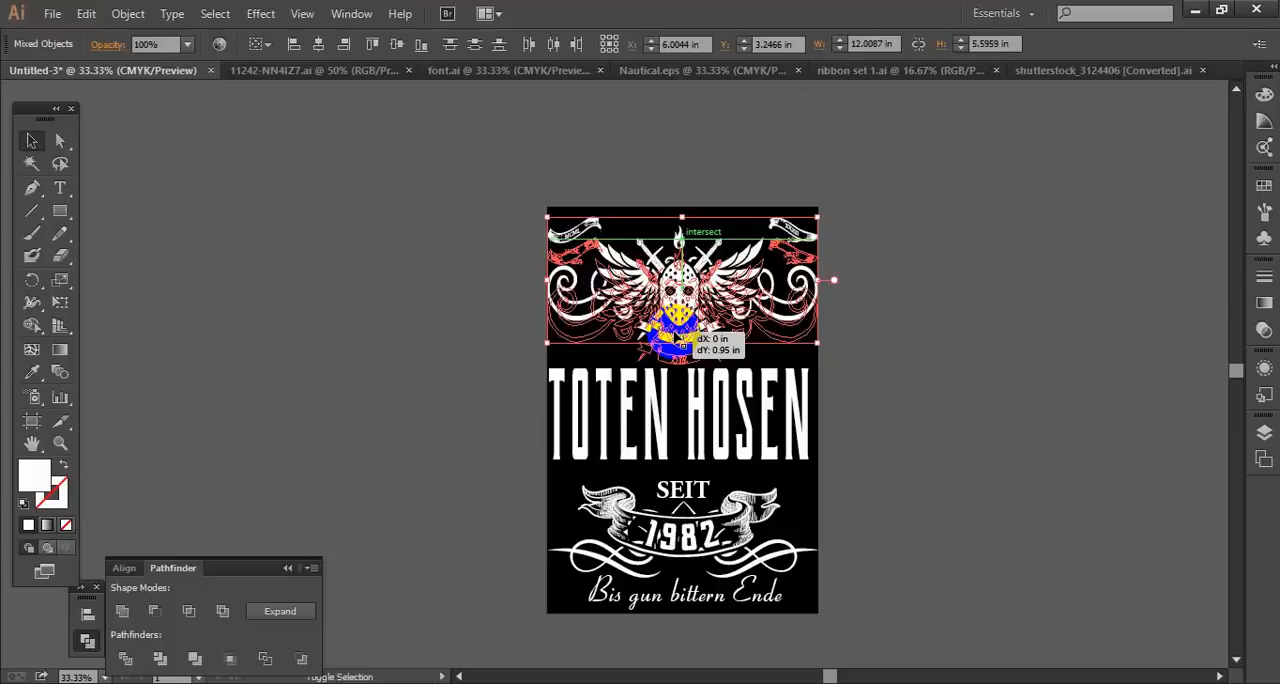 Ai File Edit Object Type Select Effect View Window Help Br Essentials
Mixed Objects Opacity: 100% X: 6.0044 in Y: 3.2466 in W: 12.0087 in H: 5.5959 in
Untitled-3* @ 33.33% (CMYK/Preview) 11242-NN4IZ7.ai @ 50% (RGB/Pr... font.ai @ 33.33% (CMYK/Previe... Nautical.eps @ 33.33% (CMYK/P... ribbon set 1.ai @ 16.67% (RGB/P... shutterstock_3124406 [Converted].ai
intersect
dX: 0 in
dY: 0.95 in
TOTEN HOSEN
SEIT
1982
Bis gun bittern Ende
Align Pathfinder
Shape Modes:
Expand
Pathfinders:
33.33% 1 Toggle Selection